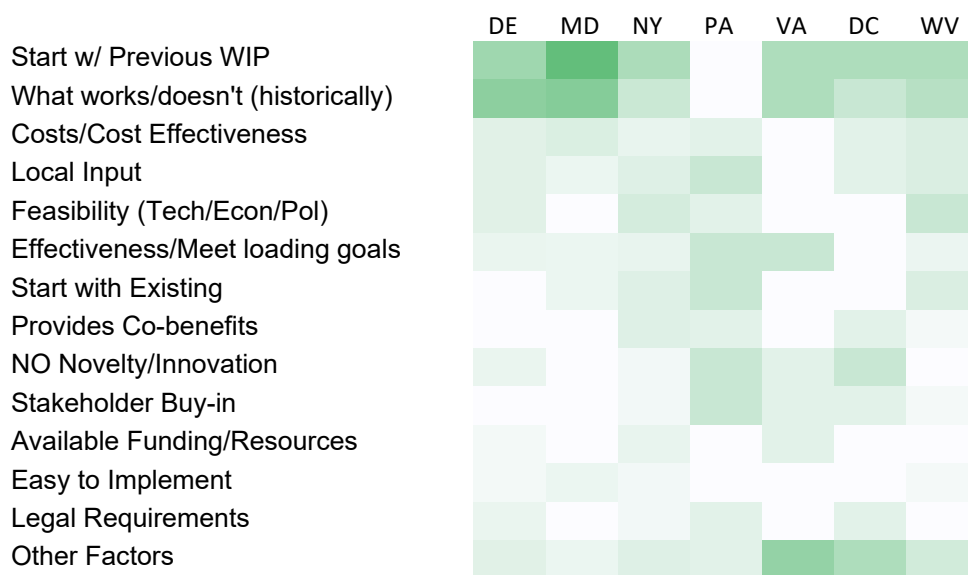 DE MD NY PA VA DC WV
Start w/ Previous WIP
What works/doesn't (historically)
Costs/Cost Effectiveness
Local Input
Feasibility (Tech/Econ/Pol)
Effectiveness/Meet loading goals
Start with Existing
Provides Co-benefits
NO Novelty/Innovation
Stakeholder Buy-in
Available Funding/Resources
Easy to Implement
Legal Requirements
Other Factors